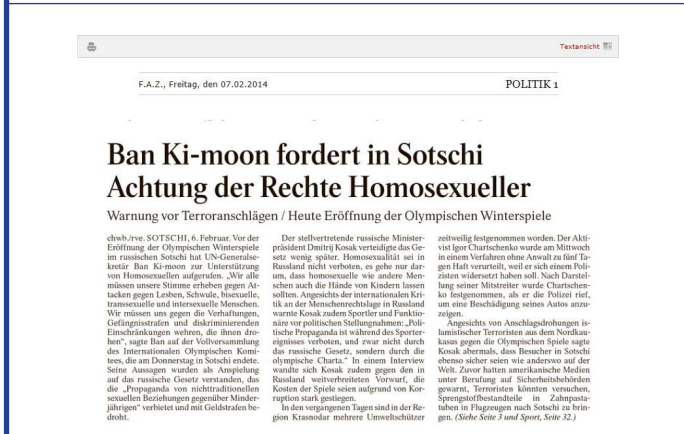 Textansicht
F.A.Z., Freitag, den 07.02.2014
POLITIK 1
Ban Ki-moon fordert in Sotschi
Achtung der Rechte Homosexueller
Warnung vor Terroranschlägen / Heute Eröffnung der Olympischen Winterspiele
chwb./rve. SOTSCHI, 6. Februar. Vor der
Eröffnung der Olympischen Winterspiele
im russischen Sotschi hat UN-Generalse-
kretär Ban Ki-moon zur Unterstützung
von Homosexuellen aufgerufen. „Wir alle
müssen unsere Stimme erheben gegen At-
tacken gegen Lesben, Schwule, bisexuelle,
transsexuelle und intersexuelle Menschen.
Wir müssen uns gegen die Verhaftungen,
Gefängnisstrafen und diskriminierenden
Einschränkungen wehren, die ihnen dro-
hen“, sagte Ban auf der Vollversammlung
des Internationalen Olympischen Komi-
tees, die am Donnerstag in Sotschi endete.
Seine Aussagen wurden als Anspielung
auf das russische Gesetz verstanden, das
die „Propaganda von nichttraditionellen
sexuellen Beziehungen gegenüber Minder-
jährigen“ verbietet und mit Geldstrafen be-
droht.
Der stellvertretende russische Minister-
präsident Dmitrij Kosak verteidigte das Ge-
setz wenig später. Homosexualität sei in
Russland nicht verboten, es gehe nur dar-
um, dass homosexuelle wie andere Men-
schen auch die Hände von Kindern lassen
sollten. Angesichts der internationalen Kri-
tik an der Menschenrechtslage in Russland
warnte Kosak zudem Sportler und Funktio-
näre vor politischen Stellungnahmen: „Poli-
tische Propaganda ist während des Sporter-
eignisses verboten, und zwar nicht durch
das russische Gesetz, sondern durch die
olympische Charta.“ In einem Interview
wandte sich Kosak zudem gegen den in
Russland weitverbreiteten Vorwurf, die
Kosten der Spiele seien aufgrund von Kor-
ruption stark gestiegen.
In den vergangenen Tagen sind in der Re-
gion Krasnodar mehrere Umweltschützer
zeitweilig festgenommen worden. Der Akti-
vist Igor Chartschenko wurde am Mittwoch
in einem Verfahren ohne Anwalt zu fünf Ta-
gen Haft verurteilt, weil er sich einem Poli-
zisten widersetzt haben soll. Nach Darstel-
lung seiner Mitstreiter wurde Chartschen-
ko festgenommen, als er die Polizei rief,
um eine Beschädigung seines Autos anzu-
zeigen.
Angesichts von Anschlagsdrohungen is-
lamistischer Terroristen aus dem Nordkau-
kasus gegen die Olympischen Spiele sagte
Kosak abermals, dass Besucher in Sotschi
ebenso sicher seien wie anderswo auf der
Welt. Zuvor hatten amerikanische Medien
unter Berufung auf Sicherheitsbehörden
gewarnt, Terroristen könnten versuchen,
Sprengstoffbestandteile in Zahnpasta-
tuben in Flugzeugen nach Sotschi zu brin-
gen. (Siehe Seite 3 und Sport, Seite 32.)